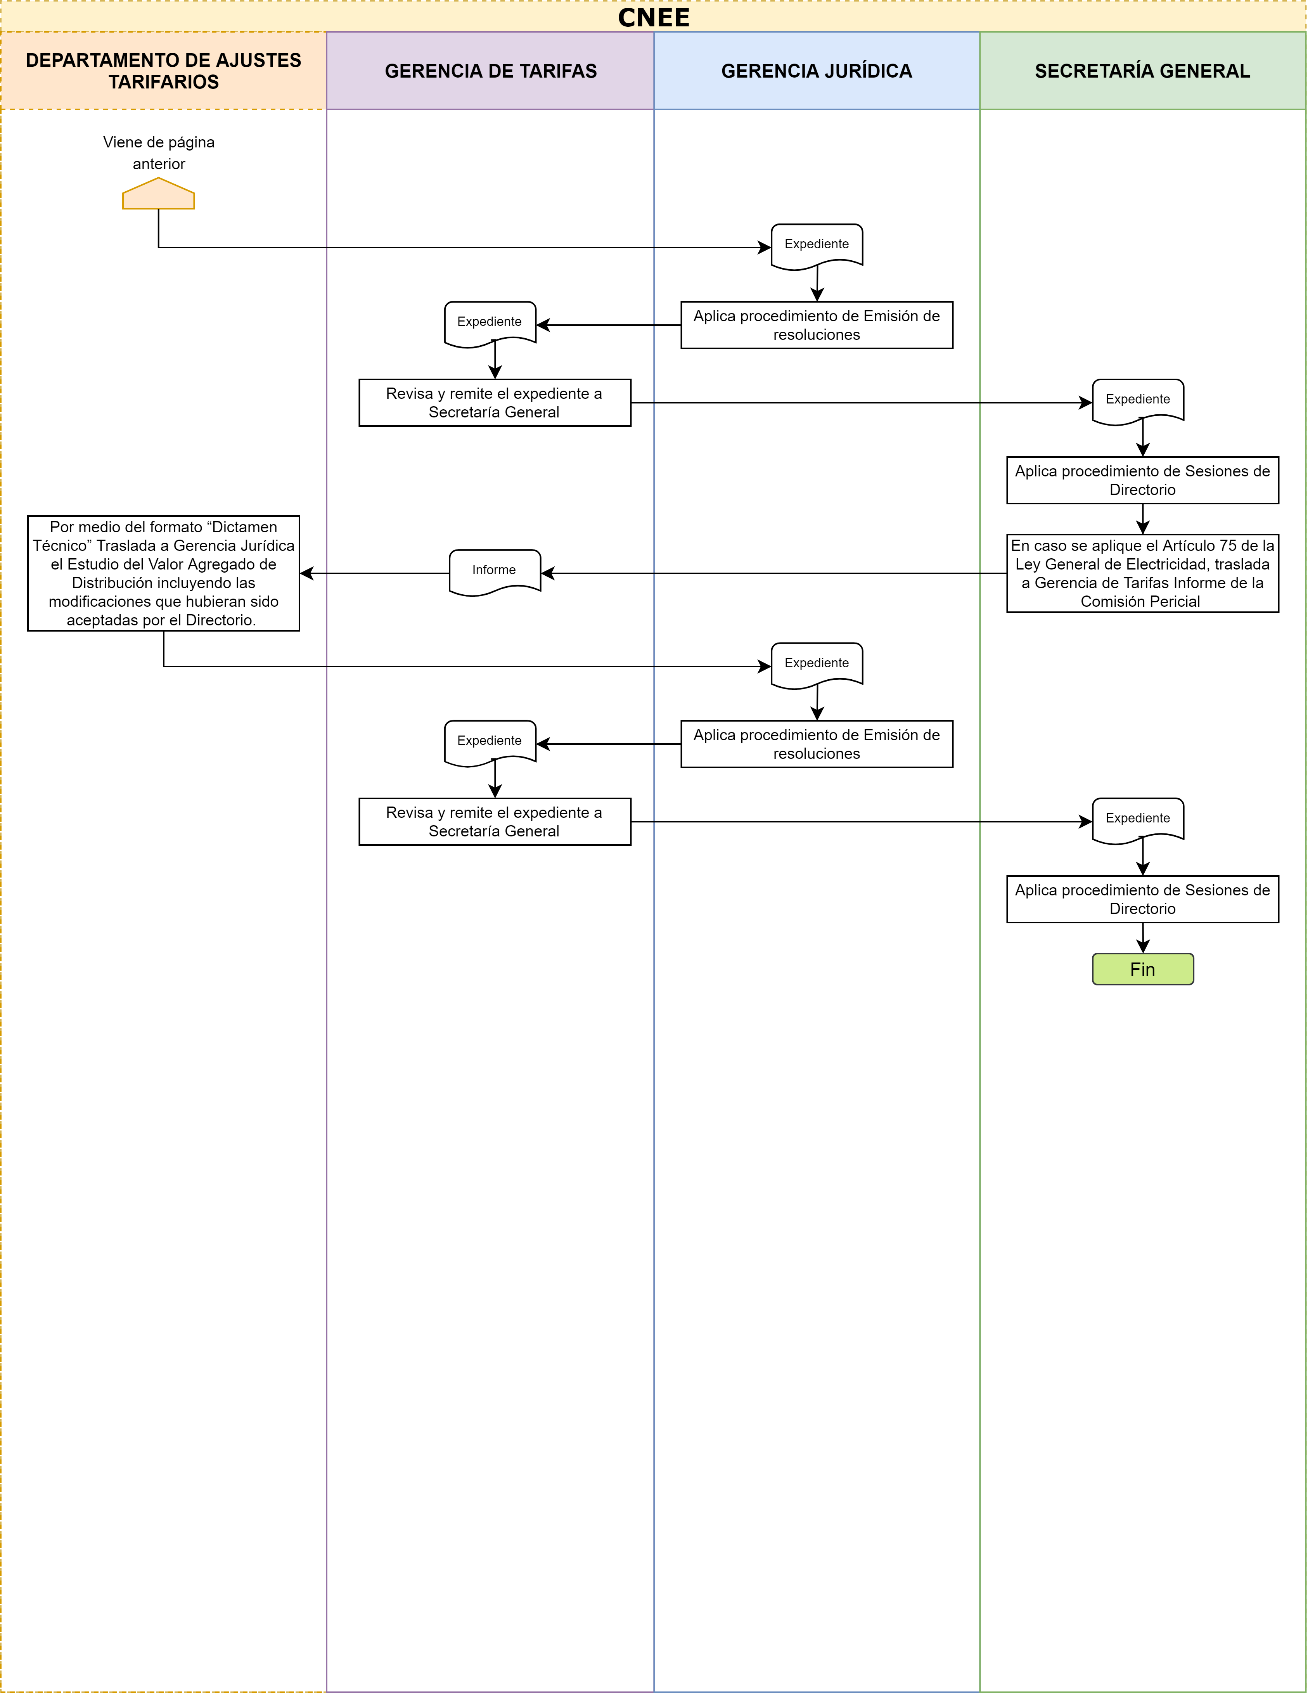 CNEE
DEPARTAMENTO DE AJUSTES
TARIFARIOS
GERENCIA DE TARIFAS
GERENCIA JURÍDICA
SECRETARÍA GENERAL
Viene de página
anterior
Expediente
Aplica procedimiento de Emisión de
resoluciones
Expediente
Revisa y remite el expediente a
Secretaría General
Expediente
Aplica procedimiento de Sesiones de
Directorio
En caso se aplique el Artículo 75 de la
Ley General de Electricidad, traslada
a Gerencia de Tarifas Informe de la
Comisión Pericial
Informe
Por medio del formato “Dictamen
Técnico” Traslada a Gerencia Jurídica
el Estudio del Valor Agregado de
Distribución incluyendo las
modificaciones que hubieran sido
aceptadas por el Directorio.
Expediente
Aplica procedimiento de Emisión de
resoluciones
Expediente
Revisa y remite el expediente a
Secretaría General
Expediente
Aplica procedimiento de Sesiones de
Directorio
Fin